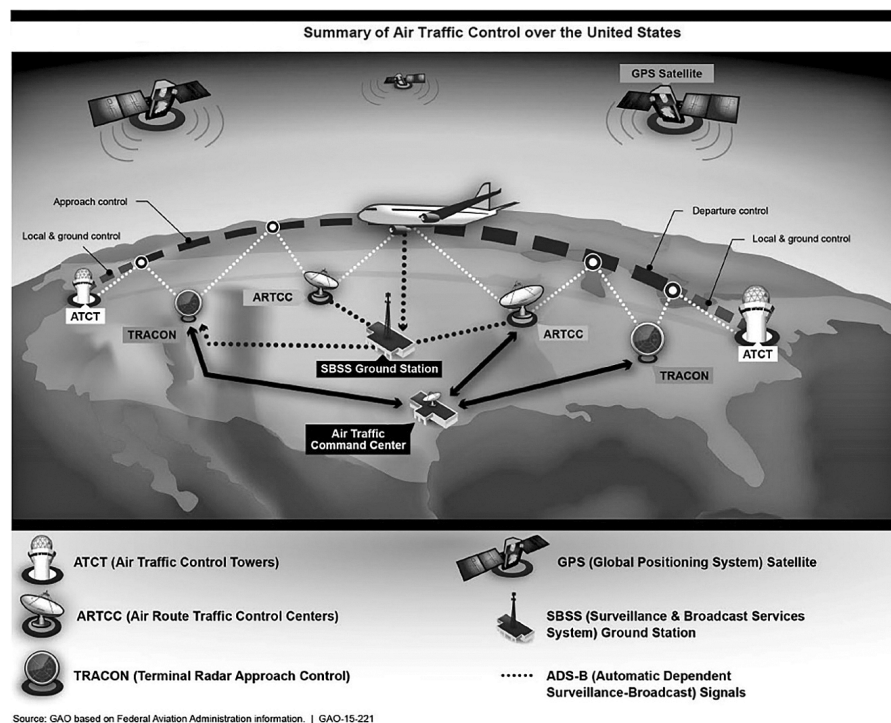 Summary of Air Traffic Control over the United States
GPS Satellite
Approach control
Departure control
Local & ground control
Local & ground control
ATCT
TRACON
ARTCC
SBSS Ground Station
ARTCC
TRACON
ATCT
Air Traffic
Command Center
ATCT (Air Traffic Control Towers)
ARTCC (Air Route Traffic Control Centers)
TRACON (Terminal Radar Approach Control)
GPS (Global Positioning System) Satellite
SBSS (Surveillance & Broadcast Services
System) Ground Station
ADS-B (Automatic Dependent
Surveillance-Broadcast) Signals
Source: GAO based on Federal Aviation Administration information. | GAO-15-221